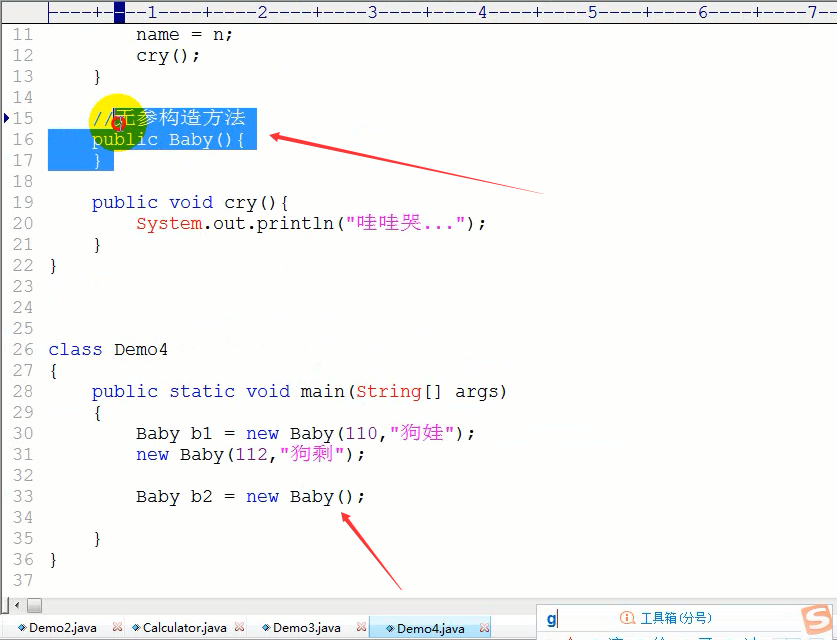 ----+----1----+----2----+----3----+----4----+----5----+----6----+----7--
11 name = n;
12 cry();
13 }
14
15 //无参构造方法
16 public Baby(){
17 }
18
19 public void cry(){
20 System.out.println("哇哇哭...");
21 }
22 }
23
24
25
26 class Demo4
27 {
28 public static void main(String[] args)
29 {
30 Baby b1 = new Baby(110,"狗娃");
31 new Baby(112,"狗剩");
32
33 Baby b2 = new Baby();
34
35 }
36 }
37
Demo2.java Calculator.java Demo3.java Demo4.java
g 工具箱(分号)